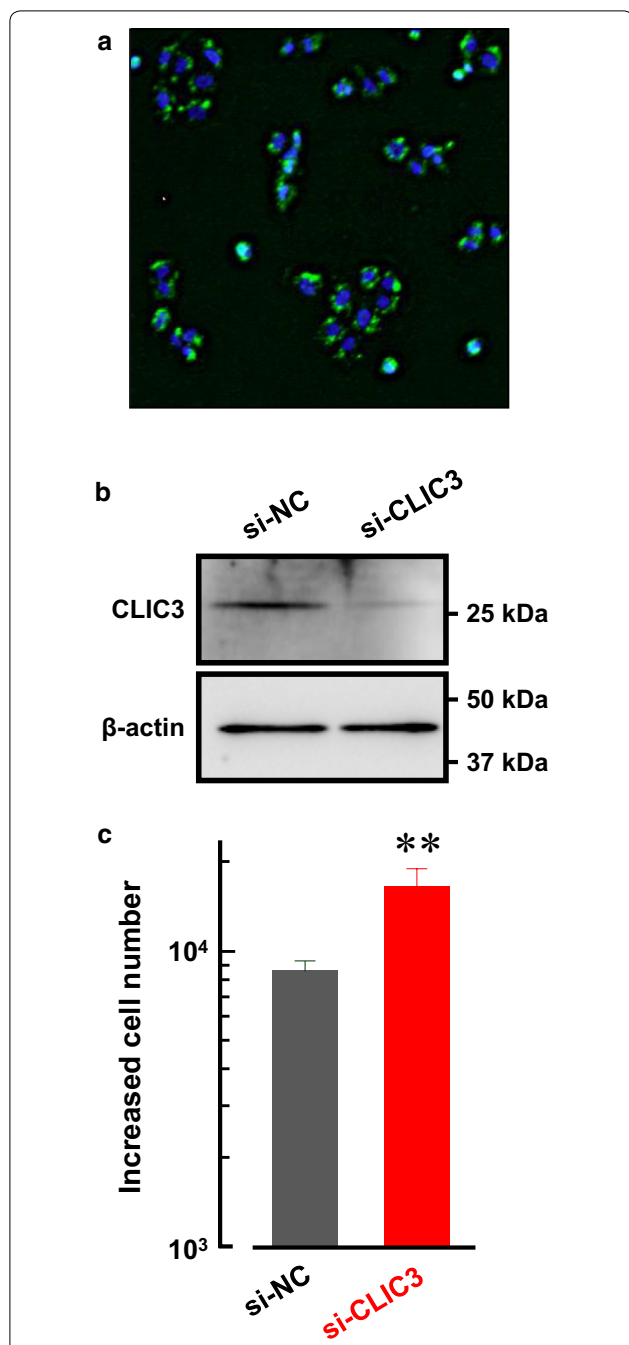 a
b
si-NC si-CLIC3
CLIC3
25 kDa
50 kDa
β-actin
37 kDa
c
**
Increased cell number
10⁴
10³
si-NC
si-CLIC3